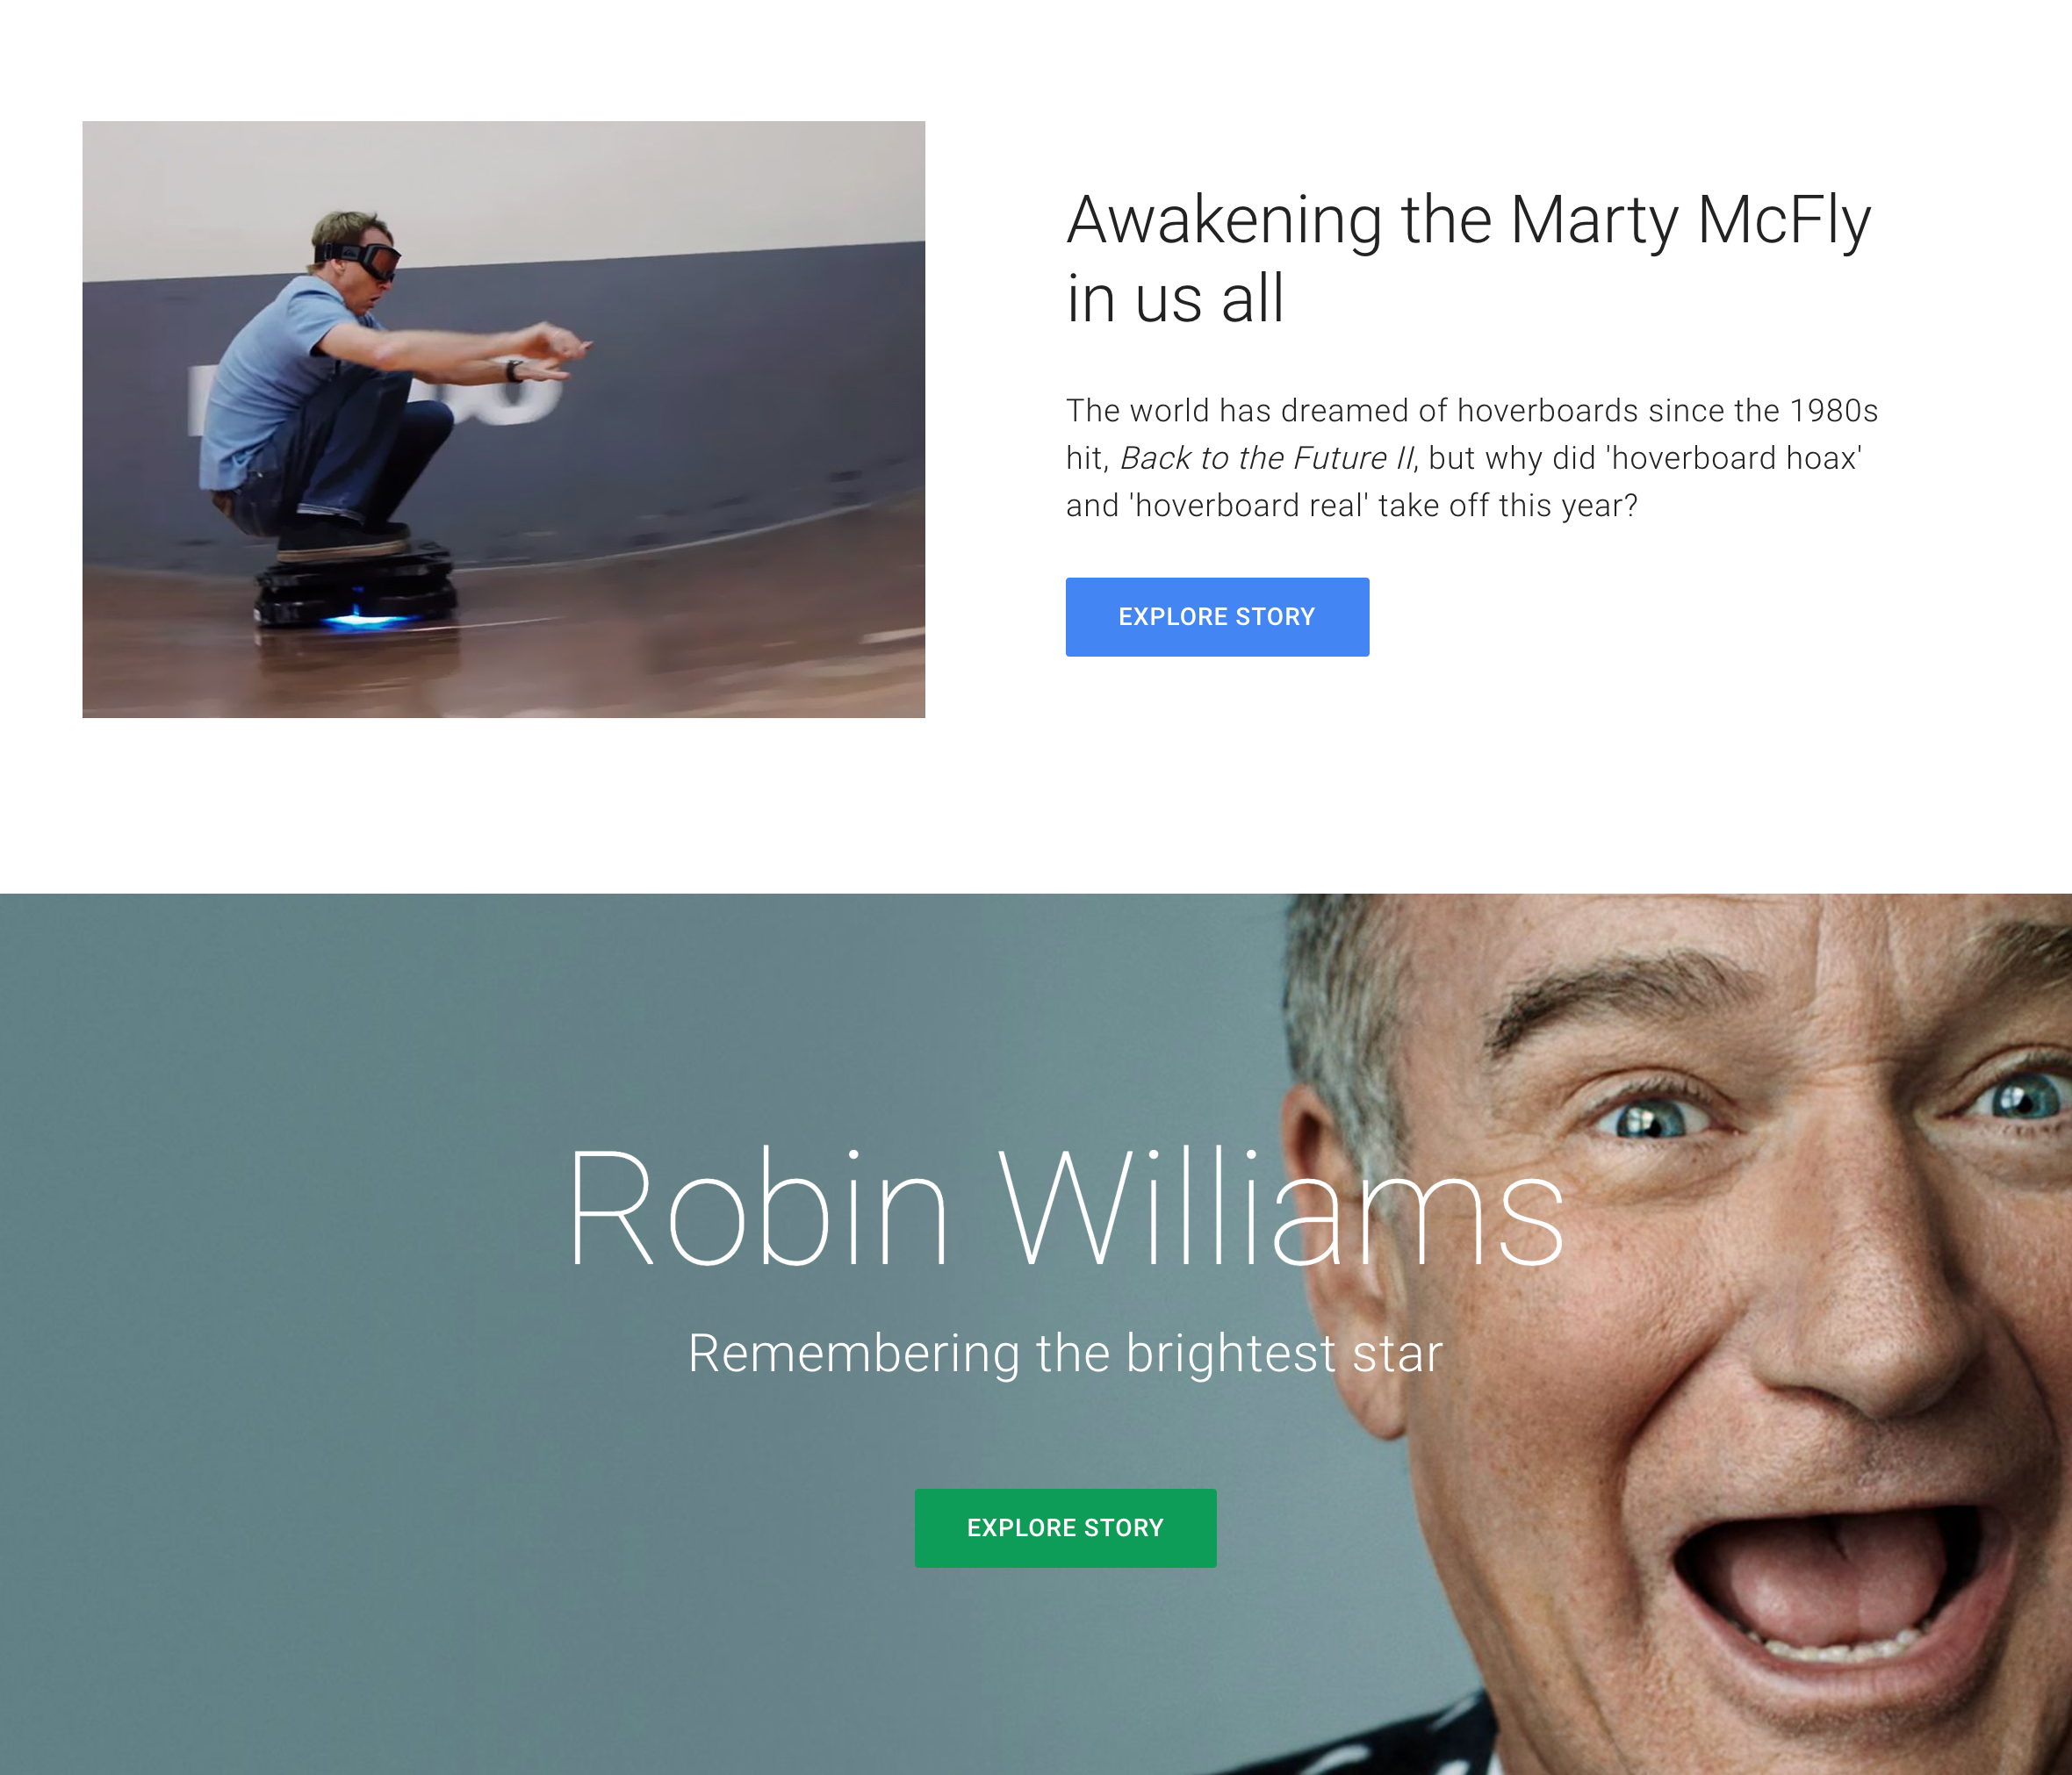 Awakening the Marty McFly
in us all
The world has dreamed of hoverboards since the 1980s
hit, Back to the Future II, but why did 'hoverboard hoax'
and 'hoverboard real' take off this year?
EXPLORE STORY
Robin Williams
Remembering the brightest star
EXPLORE STORY